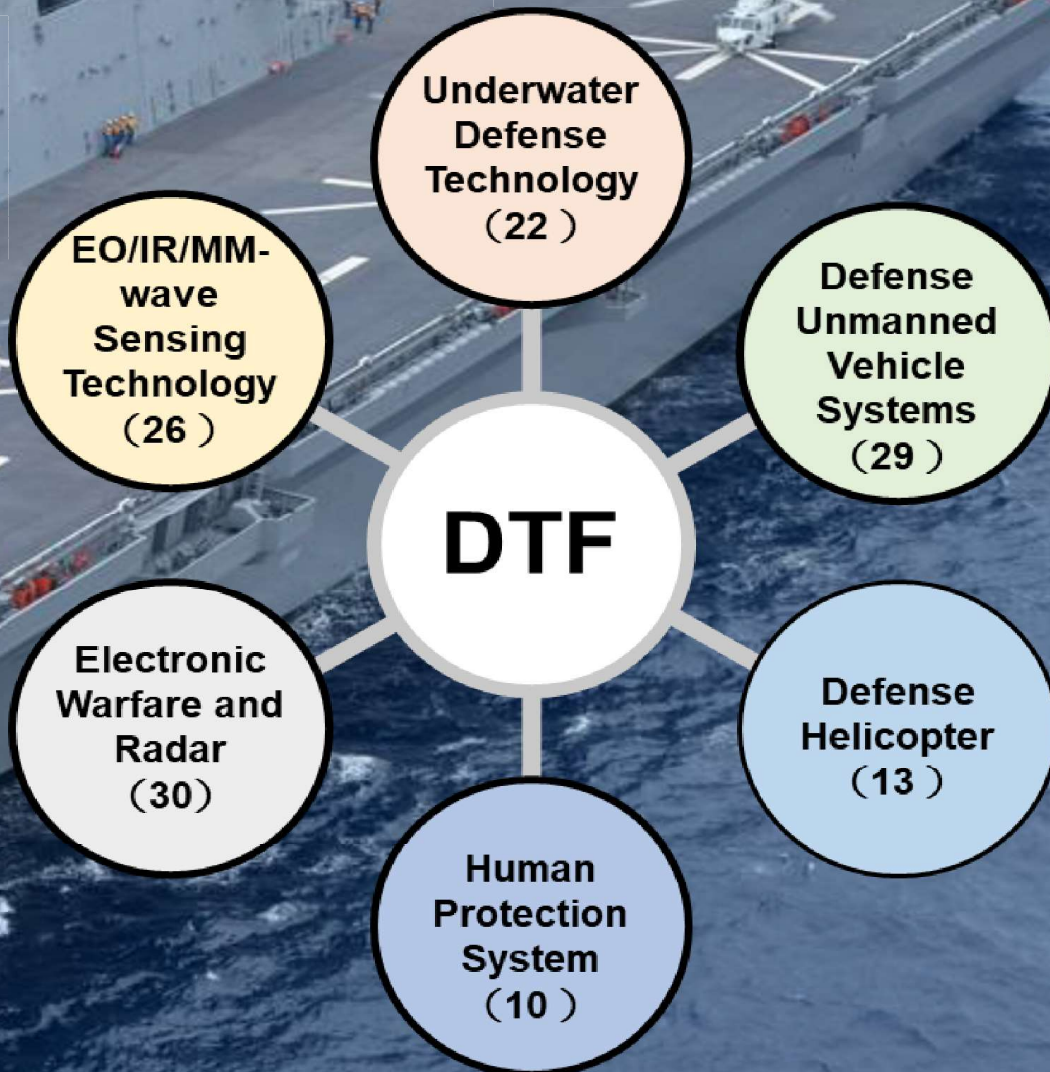 Underwater
Defense
Technology
（22 ）
EO/IR/MM-
wave
Sensing
Technology
（26 ）
Defense
Unmanned
Vehicle
Systems
（29 ）
DTF
Electronic
Warfare and
Radar
（30）
Defense
Helicopter
（13 ）
Human
Protection
System
（10 ）